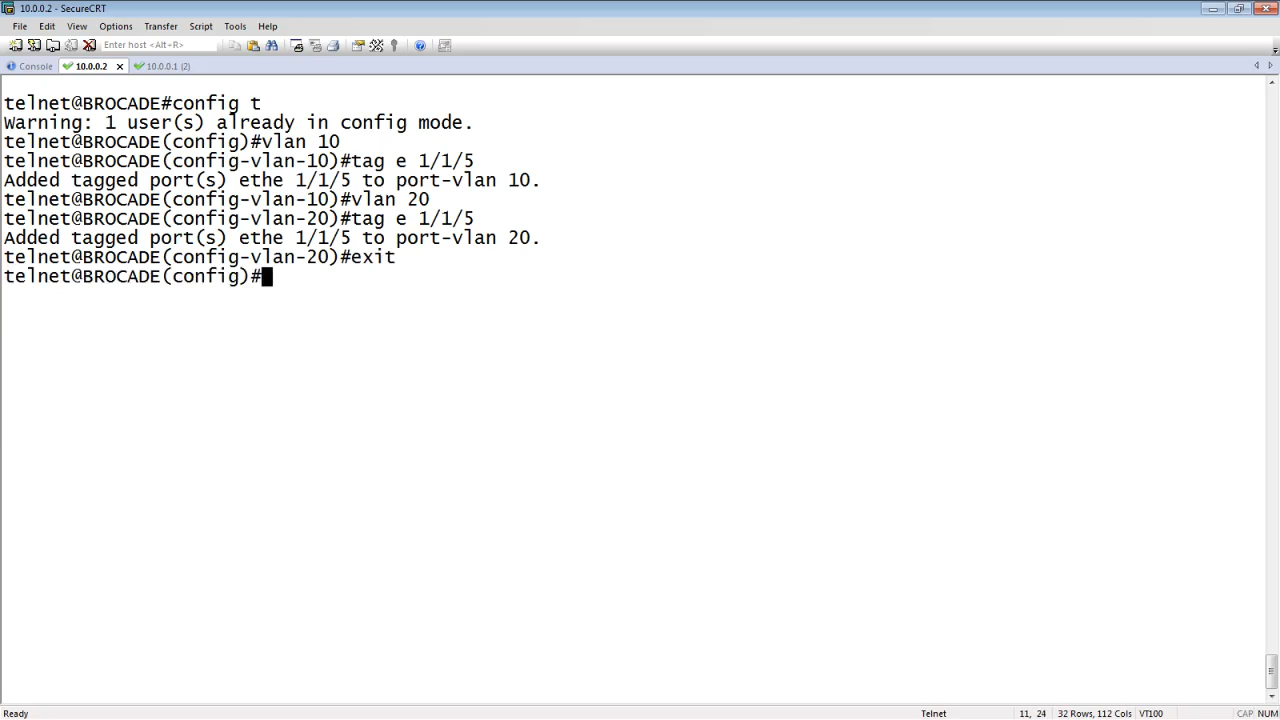 10.0.0.2 - SecureCRT
File Edit View Options Transfer Script Tools Help
Enter host <Alt+R>
Console 10.0.0.2 10.0.0.1 (2)
telnet@BROCADE#config t
Warning: 1 user(s) already in config mode.
telnet@BROCADE(config)#vlan 10
telnet@BROCADE(config-vlan-10)#tag e 1/1/5
Added tagged port(s) ethe 1/1/5 to port-vlan 10.
telnet@BROCADE(config-vlan-10)#vlan 20
telnet@BROCADE(config-vlan-20)#tag e 1/1/5
Added tagged port(s) ethe 1/1/5 to port-vlan 20.
telnet@BROCADE(config-vlan-20)#exit
telnet@BROCADE(config)#
Ready Telnet 11, 24 32 Rows, 112 Cols VT100 CAP NUM